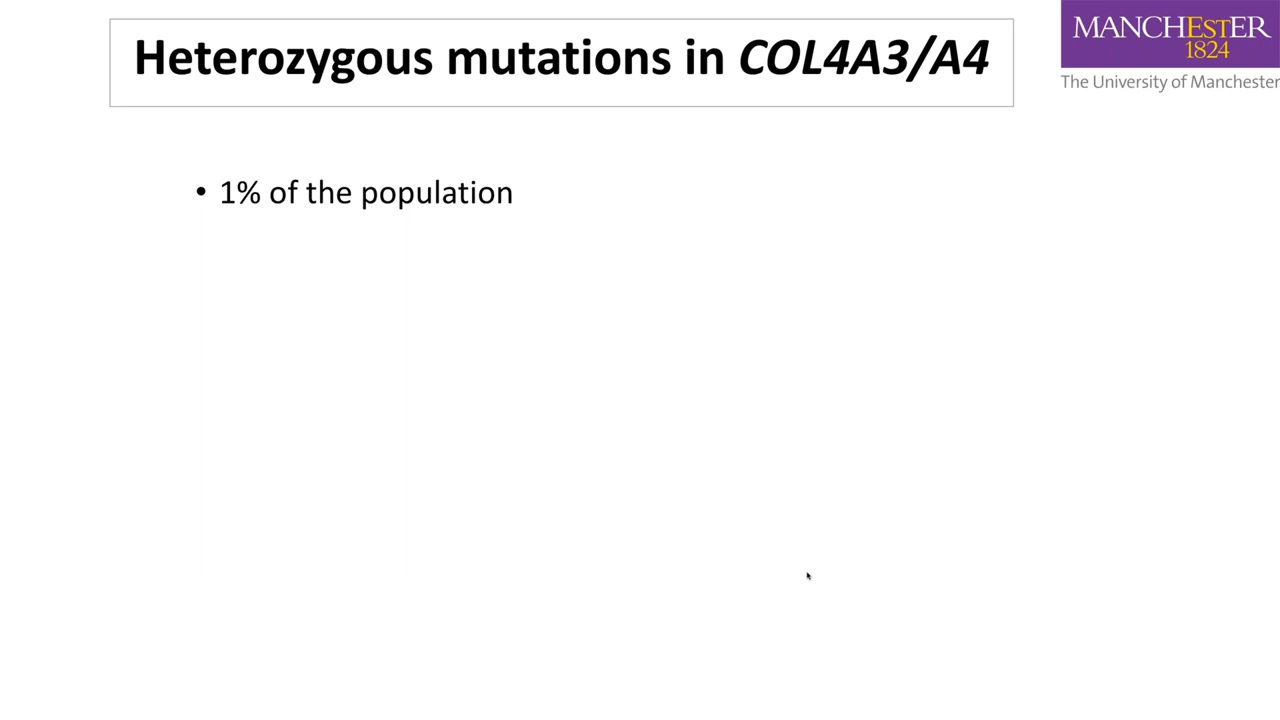 Heterozygous mutations in COL4A3/A4
MANCHESTER
1824
The University of Manchester
• 1% of the population